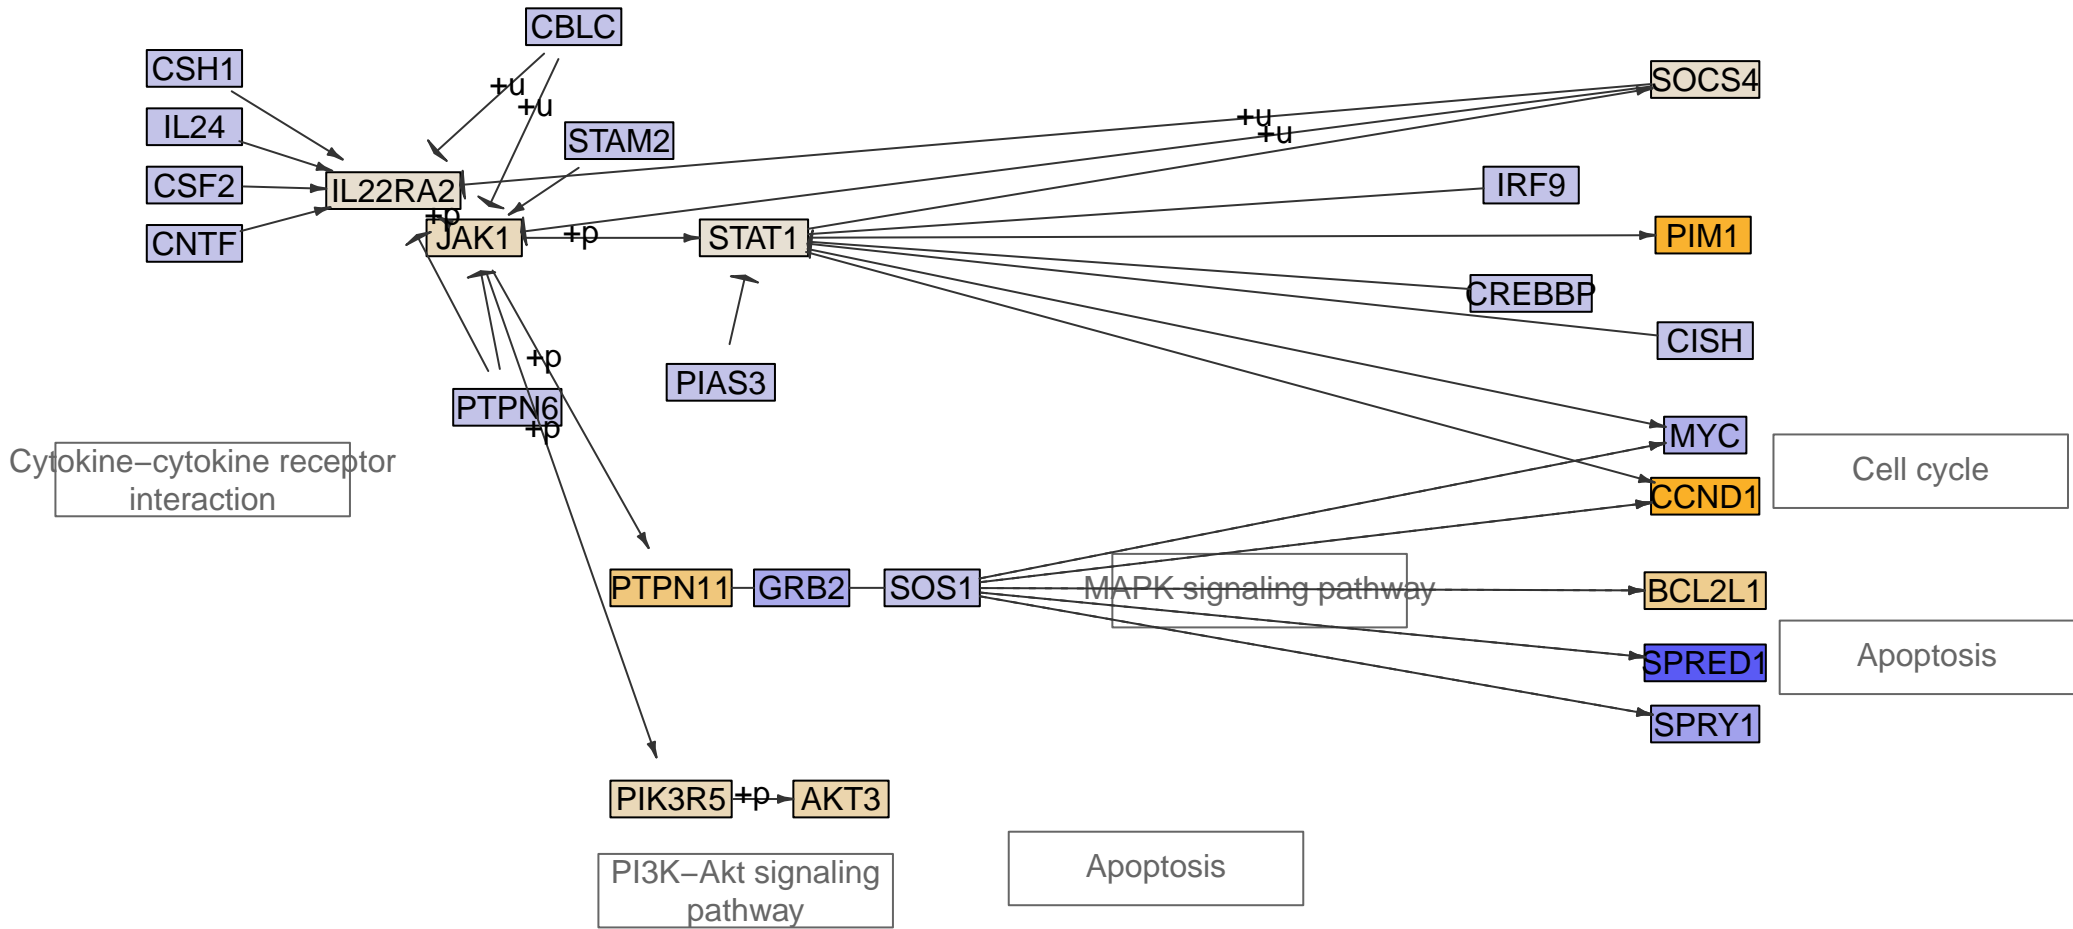 CBLC
CSH1
+u
SOCS4
+u
IL24
+u
+u
STAM2
CSF2
IL22RA2
IRF9
+p
CNTF
JAK1
+p
STAT1
PIM1
CREBBP
CISH
+p
PIAS3
PTPN6
+p
MYC
Cytokine−cytokine receptor
interaction
Cell cycle
CCND1
PTPN11
GRB2
SOS1
MAPK signaling pathway
BCL2L1
SPRED1
Apoptosis
SPRY1
PIK3R5
+p
AKT3
PI3K−Akt signaling
pathway
Apoptosis